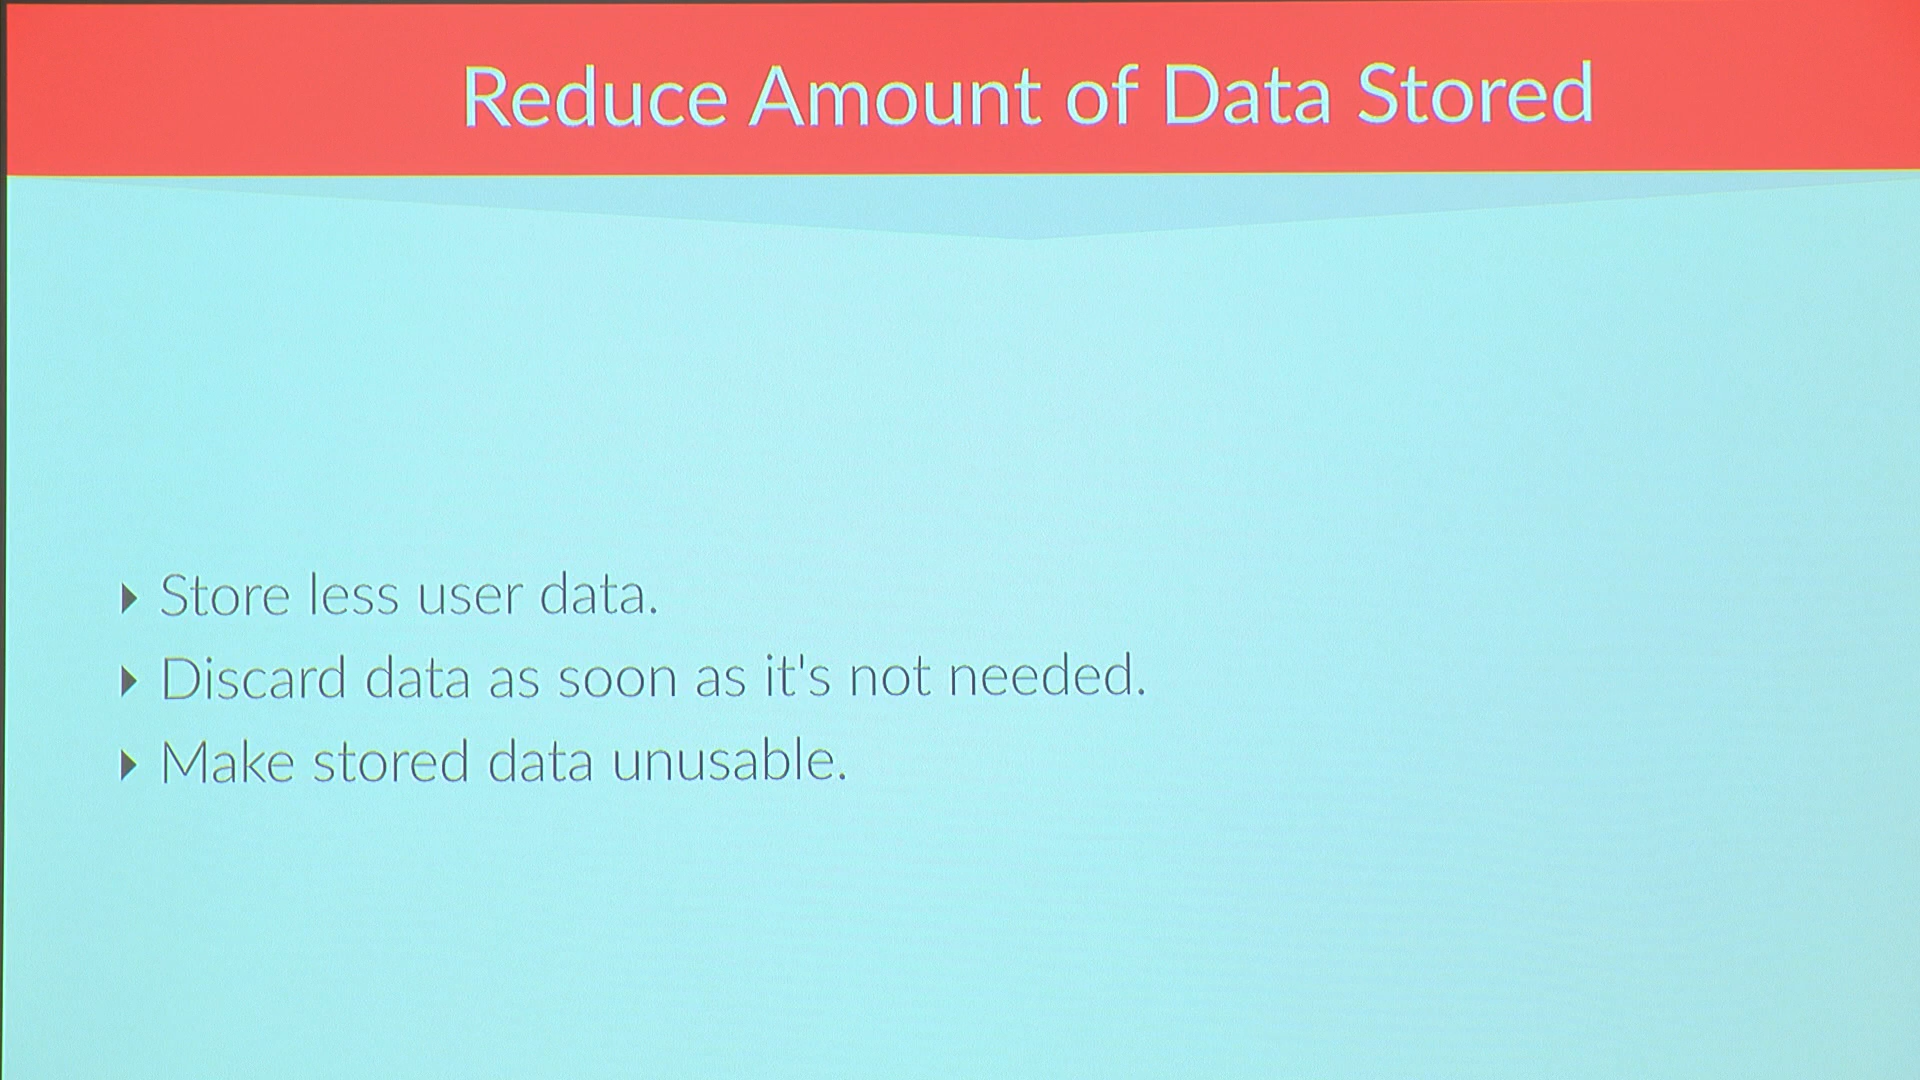 Reduce Amount of Data Stored
Store less user data.
Discard data as soon as it's not needed.
Make stored data unusable.